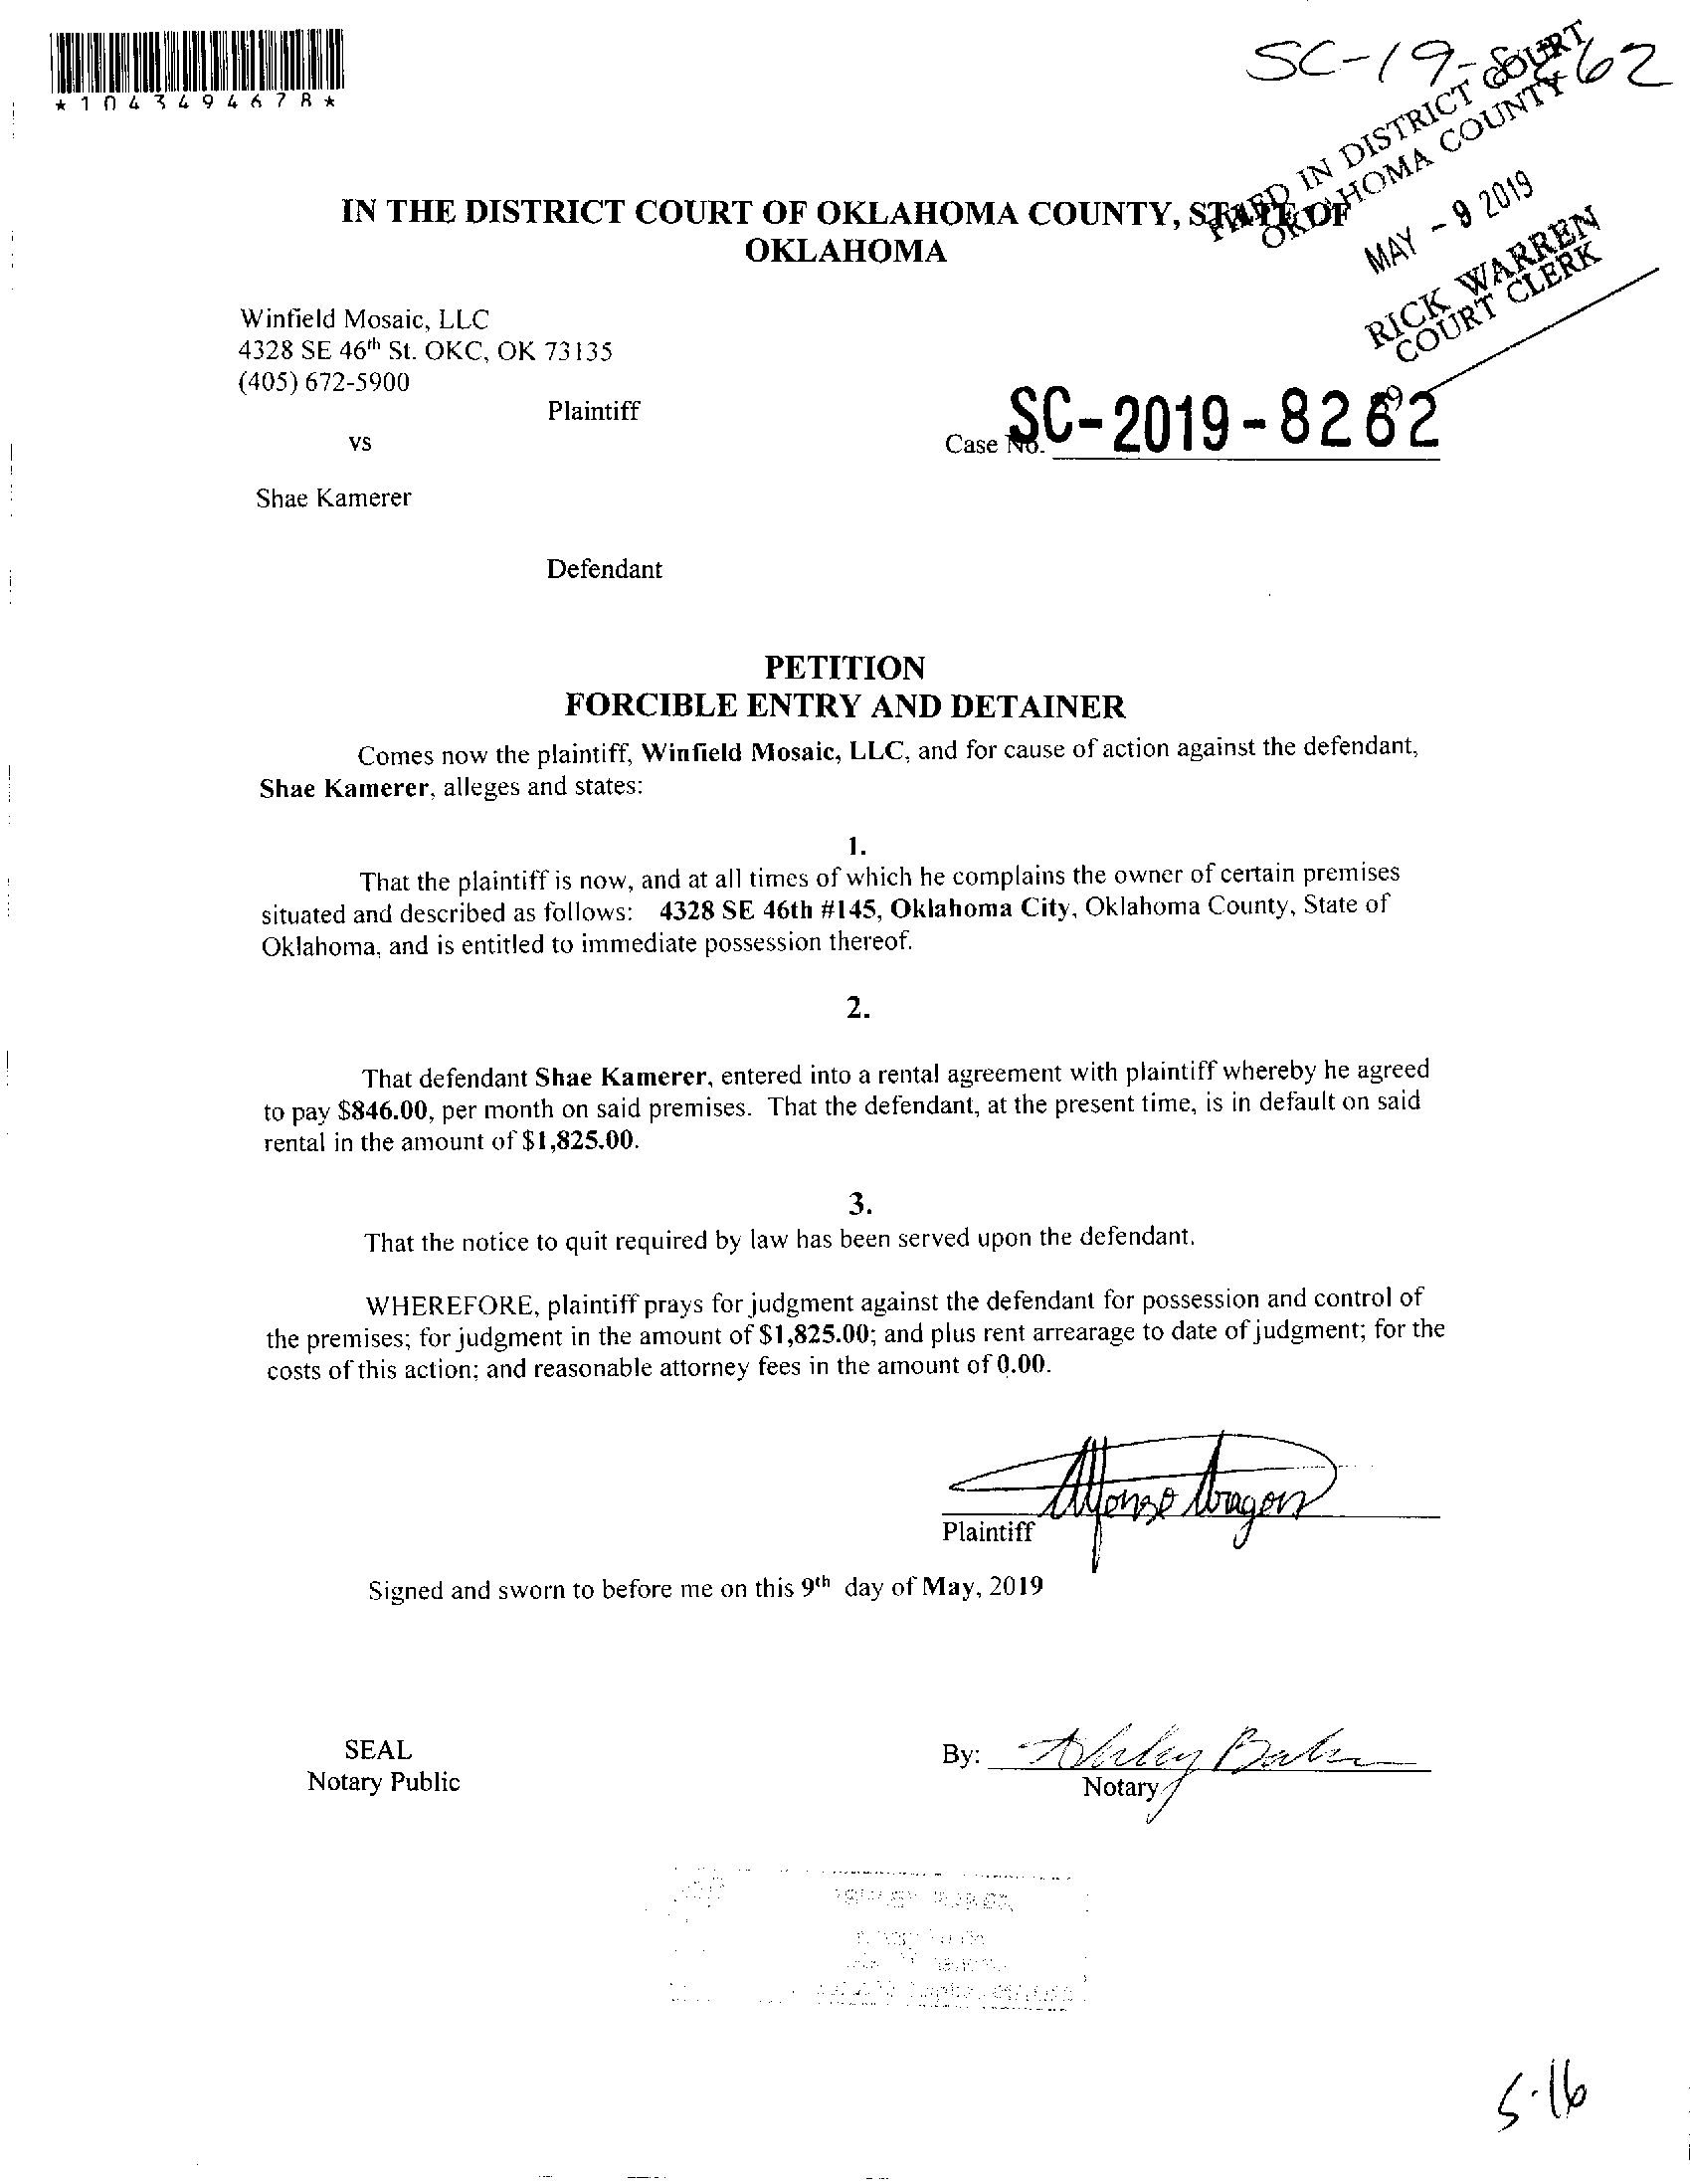 *1043494678*
SC-19-8262
FILED IN DISTRICT COURT
OKLAHOMA COUNTY
MAY - 9 2019
RICK WARREN
COURT CLERK
IN THE DISTRICT COURT OF OKLAHOMA COUNTY, STATE OF
OKLAHOMA
Winfield Mosaic, LLC
4328 SE 46th St. OKC, OK 73135
(405) 672-5900
Plaintiff
vs
Case No. SC-2019-8262
Shae Kamerer
Defendant
PETITION
FORCIBLE ENTRY AND DETAINER
Comes now the plaintiff, Winfield Mosaic, LLC, and for cause of action against the defendant,
Shae Kamerer, alleges and states:
1.
That the plaintiff is now, and at all times of which he complains the owner of certain premises
situated and described as follows: 4328 SE 46th #145, Oklahoma City, Oklahoma County, State of
Oklahoma, and is entitled to immediate possession thereof.
2.
That defendant Shae Kamerer, entered into a rental agreement with plaintiff whereby he agreed
to pay $846.00, per month on said premises. That the defendant, at the present time, is in default on said
rental in the amount of $1,825.00.
3.
That the notice to quit required by law has been served upon the defendant.
WHEREFORE, plaintiff prays for judgment against the defendant for possession and control of
the premises; for judgment in the amount of $1,825.00; and plus rent arrearage to date of judgment; for the
costs of this action; and reasonable attorney fees in the amount of 0.00.
Alfonso Aragon
Plaintiff
Signed and sworn to before me on this 9th day of May, 2019
SEAL
Notary Public
By: Ashley
Notary
5-16